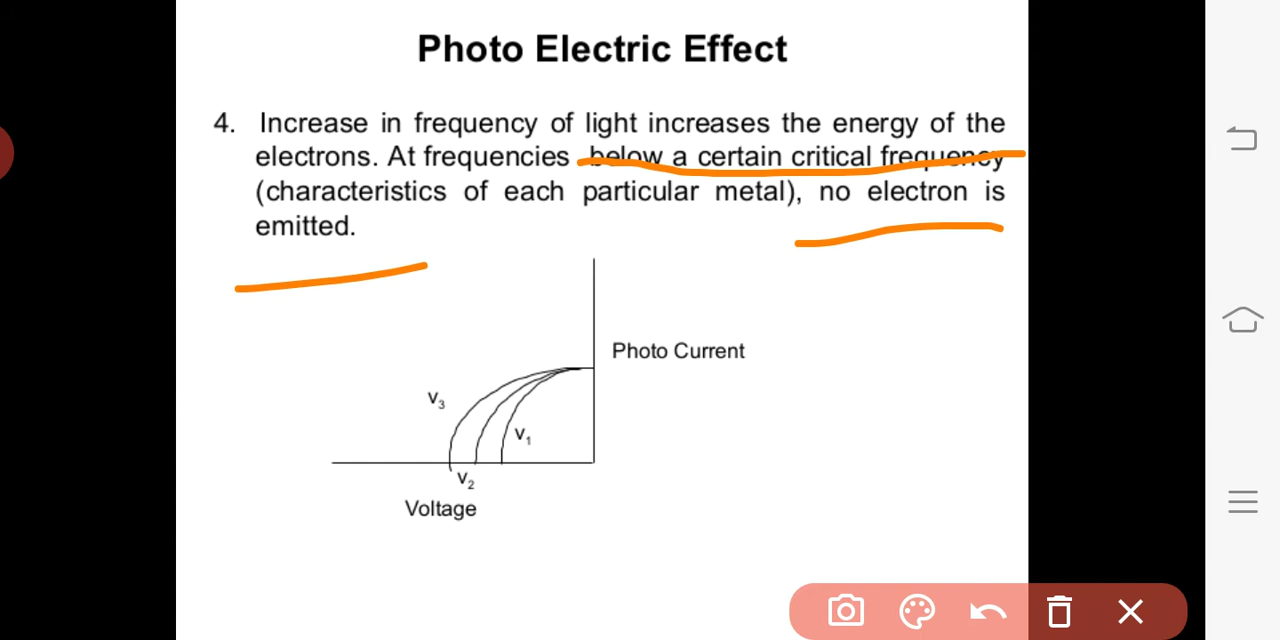 Photo Electric Effect
4. Increase in frequency of light increases the energy of the
electrons. At frequencies below a certain critical frequency
(characteristics of each particular metal), no electron is
emitted.
Photo Current
V₃
V₁
V₂
Voltage